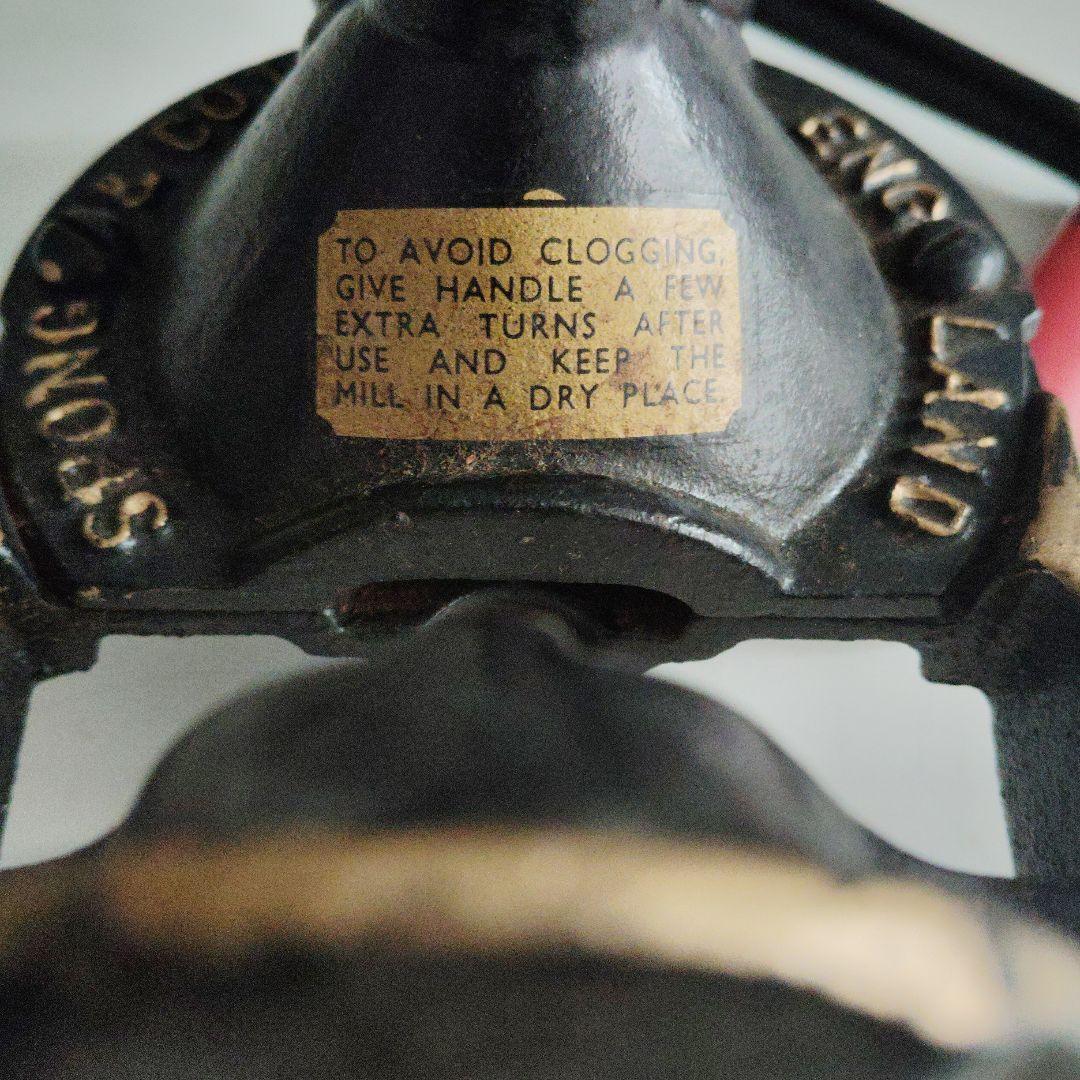 SPONG & CO
ENGLAND
TO AVOID CLOGGING,
GIVE HANDLE A FEW
EXTRA TURNS AFTER
USE AND KEEP THE
MILL IN A DRY PLACE.